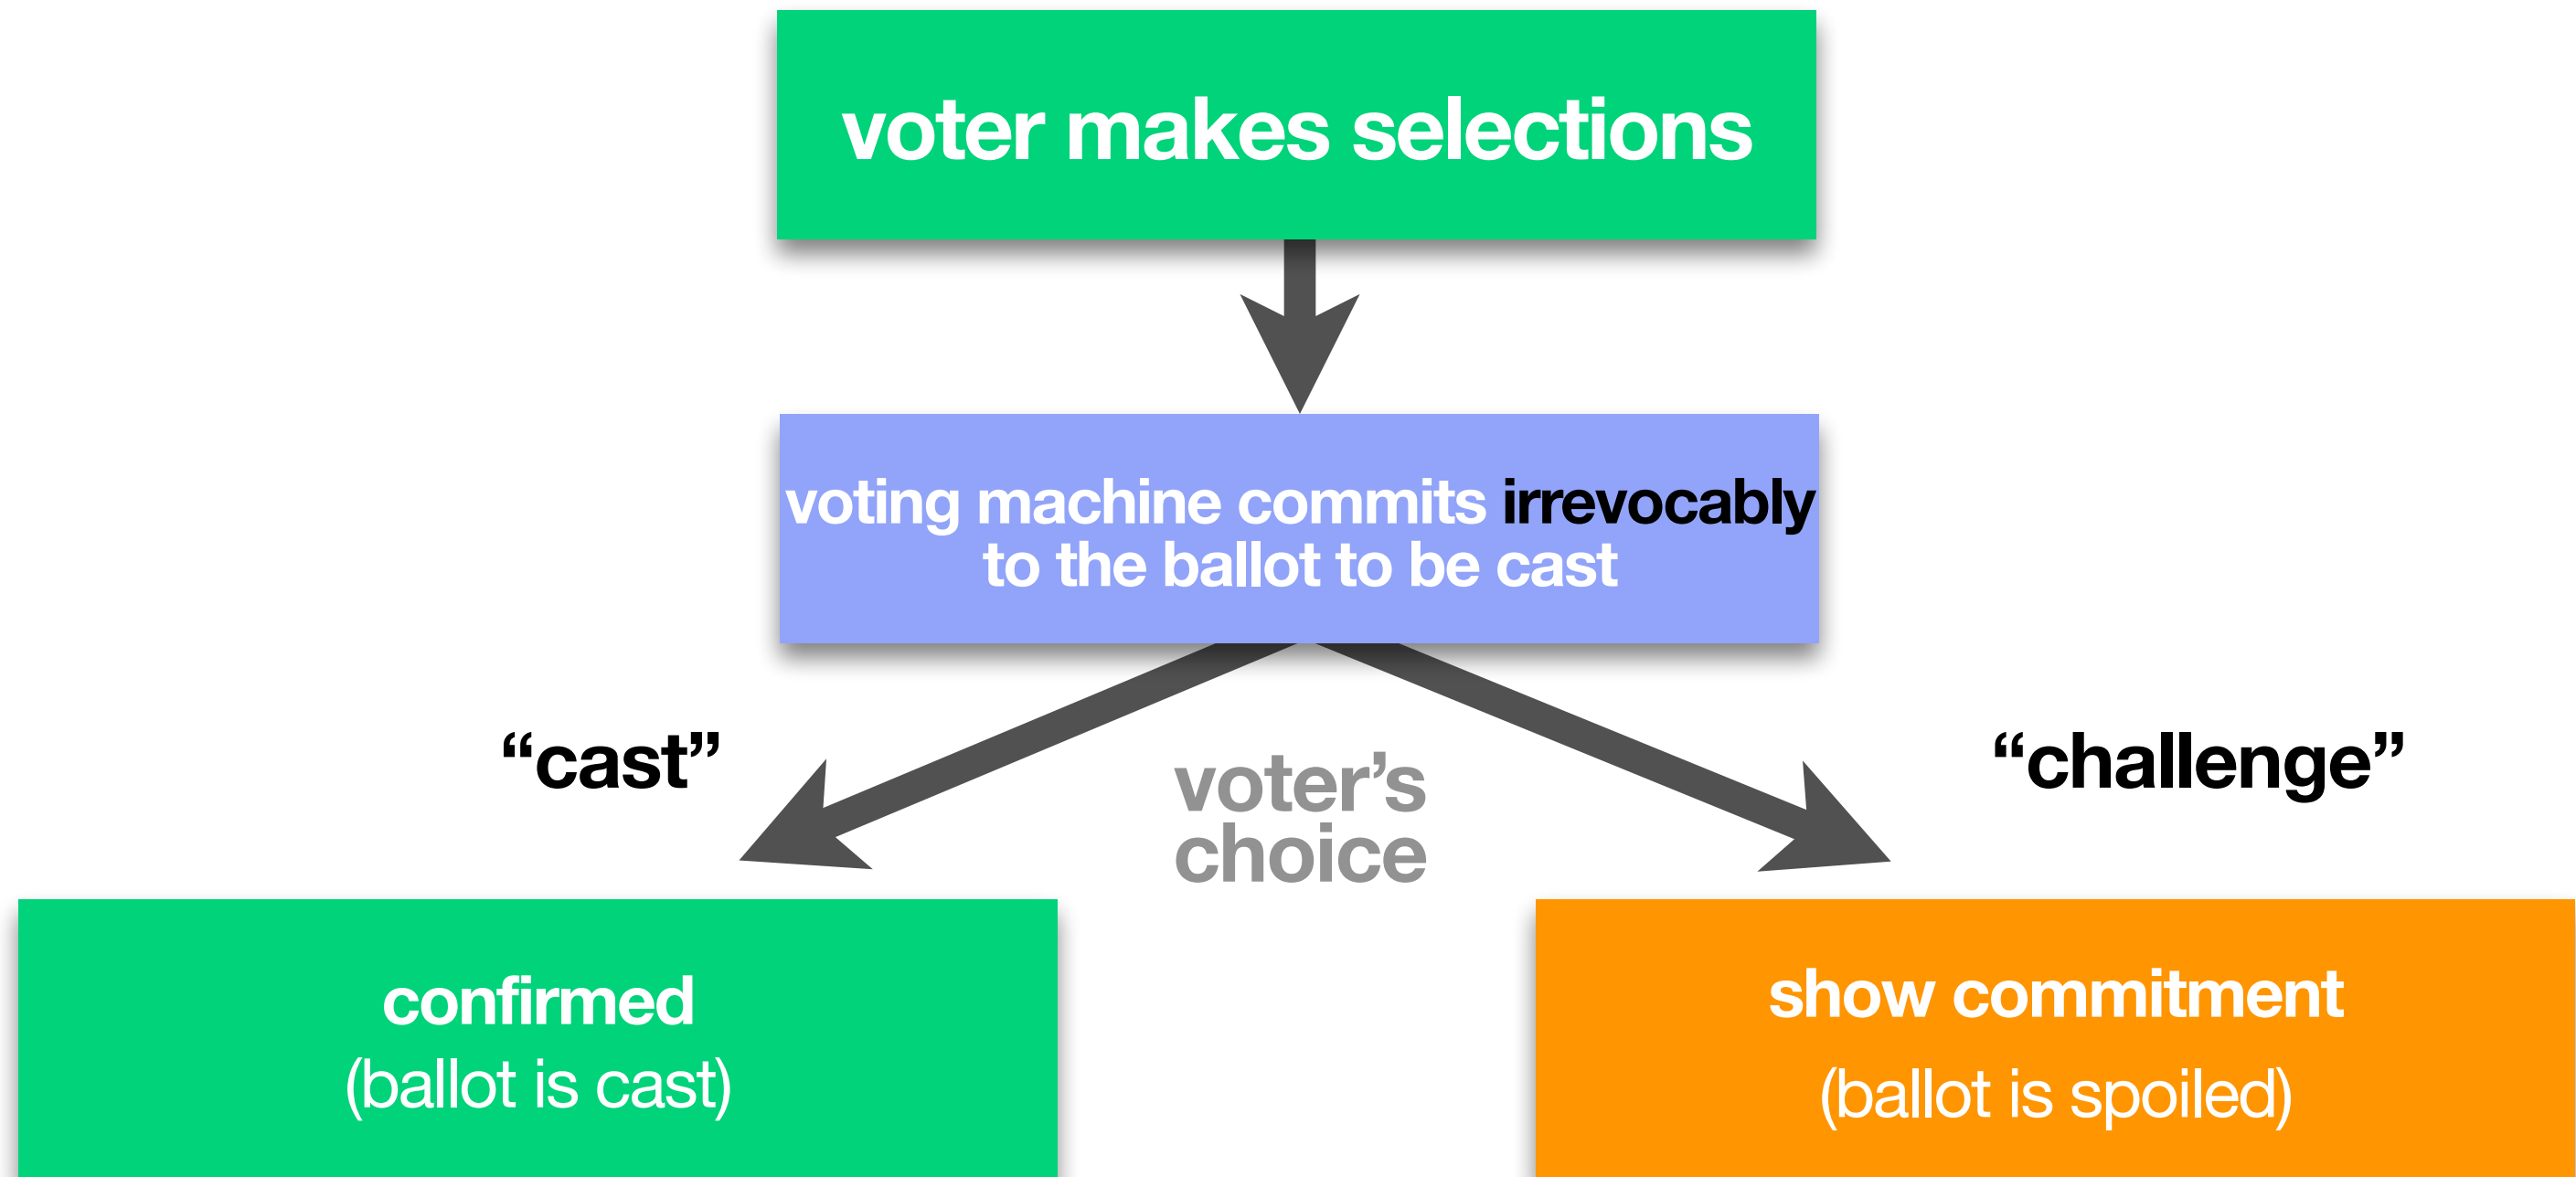 voter makes selections
voting machine commits irrevocably
to the ballot to be cast
“cast”
voter’s
choice
“challenge”
confirmed
(ballot is cast)
show commitment
(ballot is spoiled)